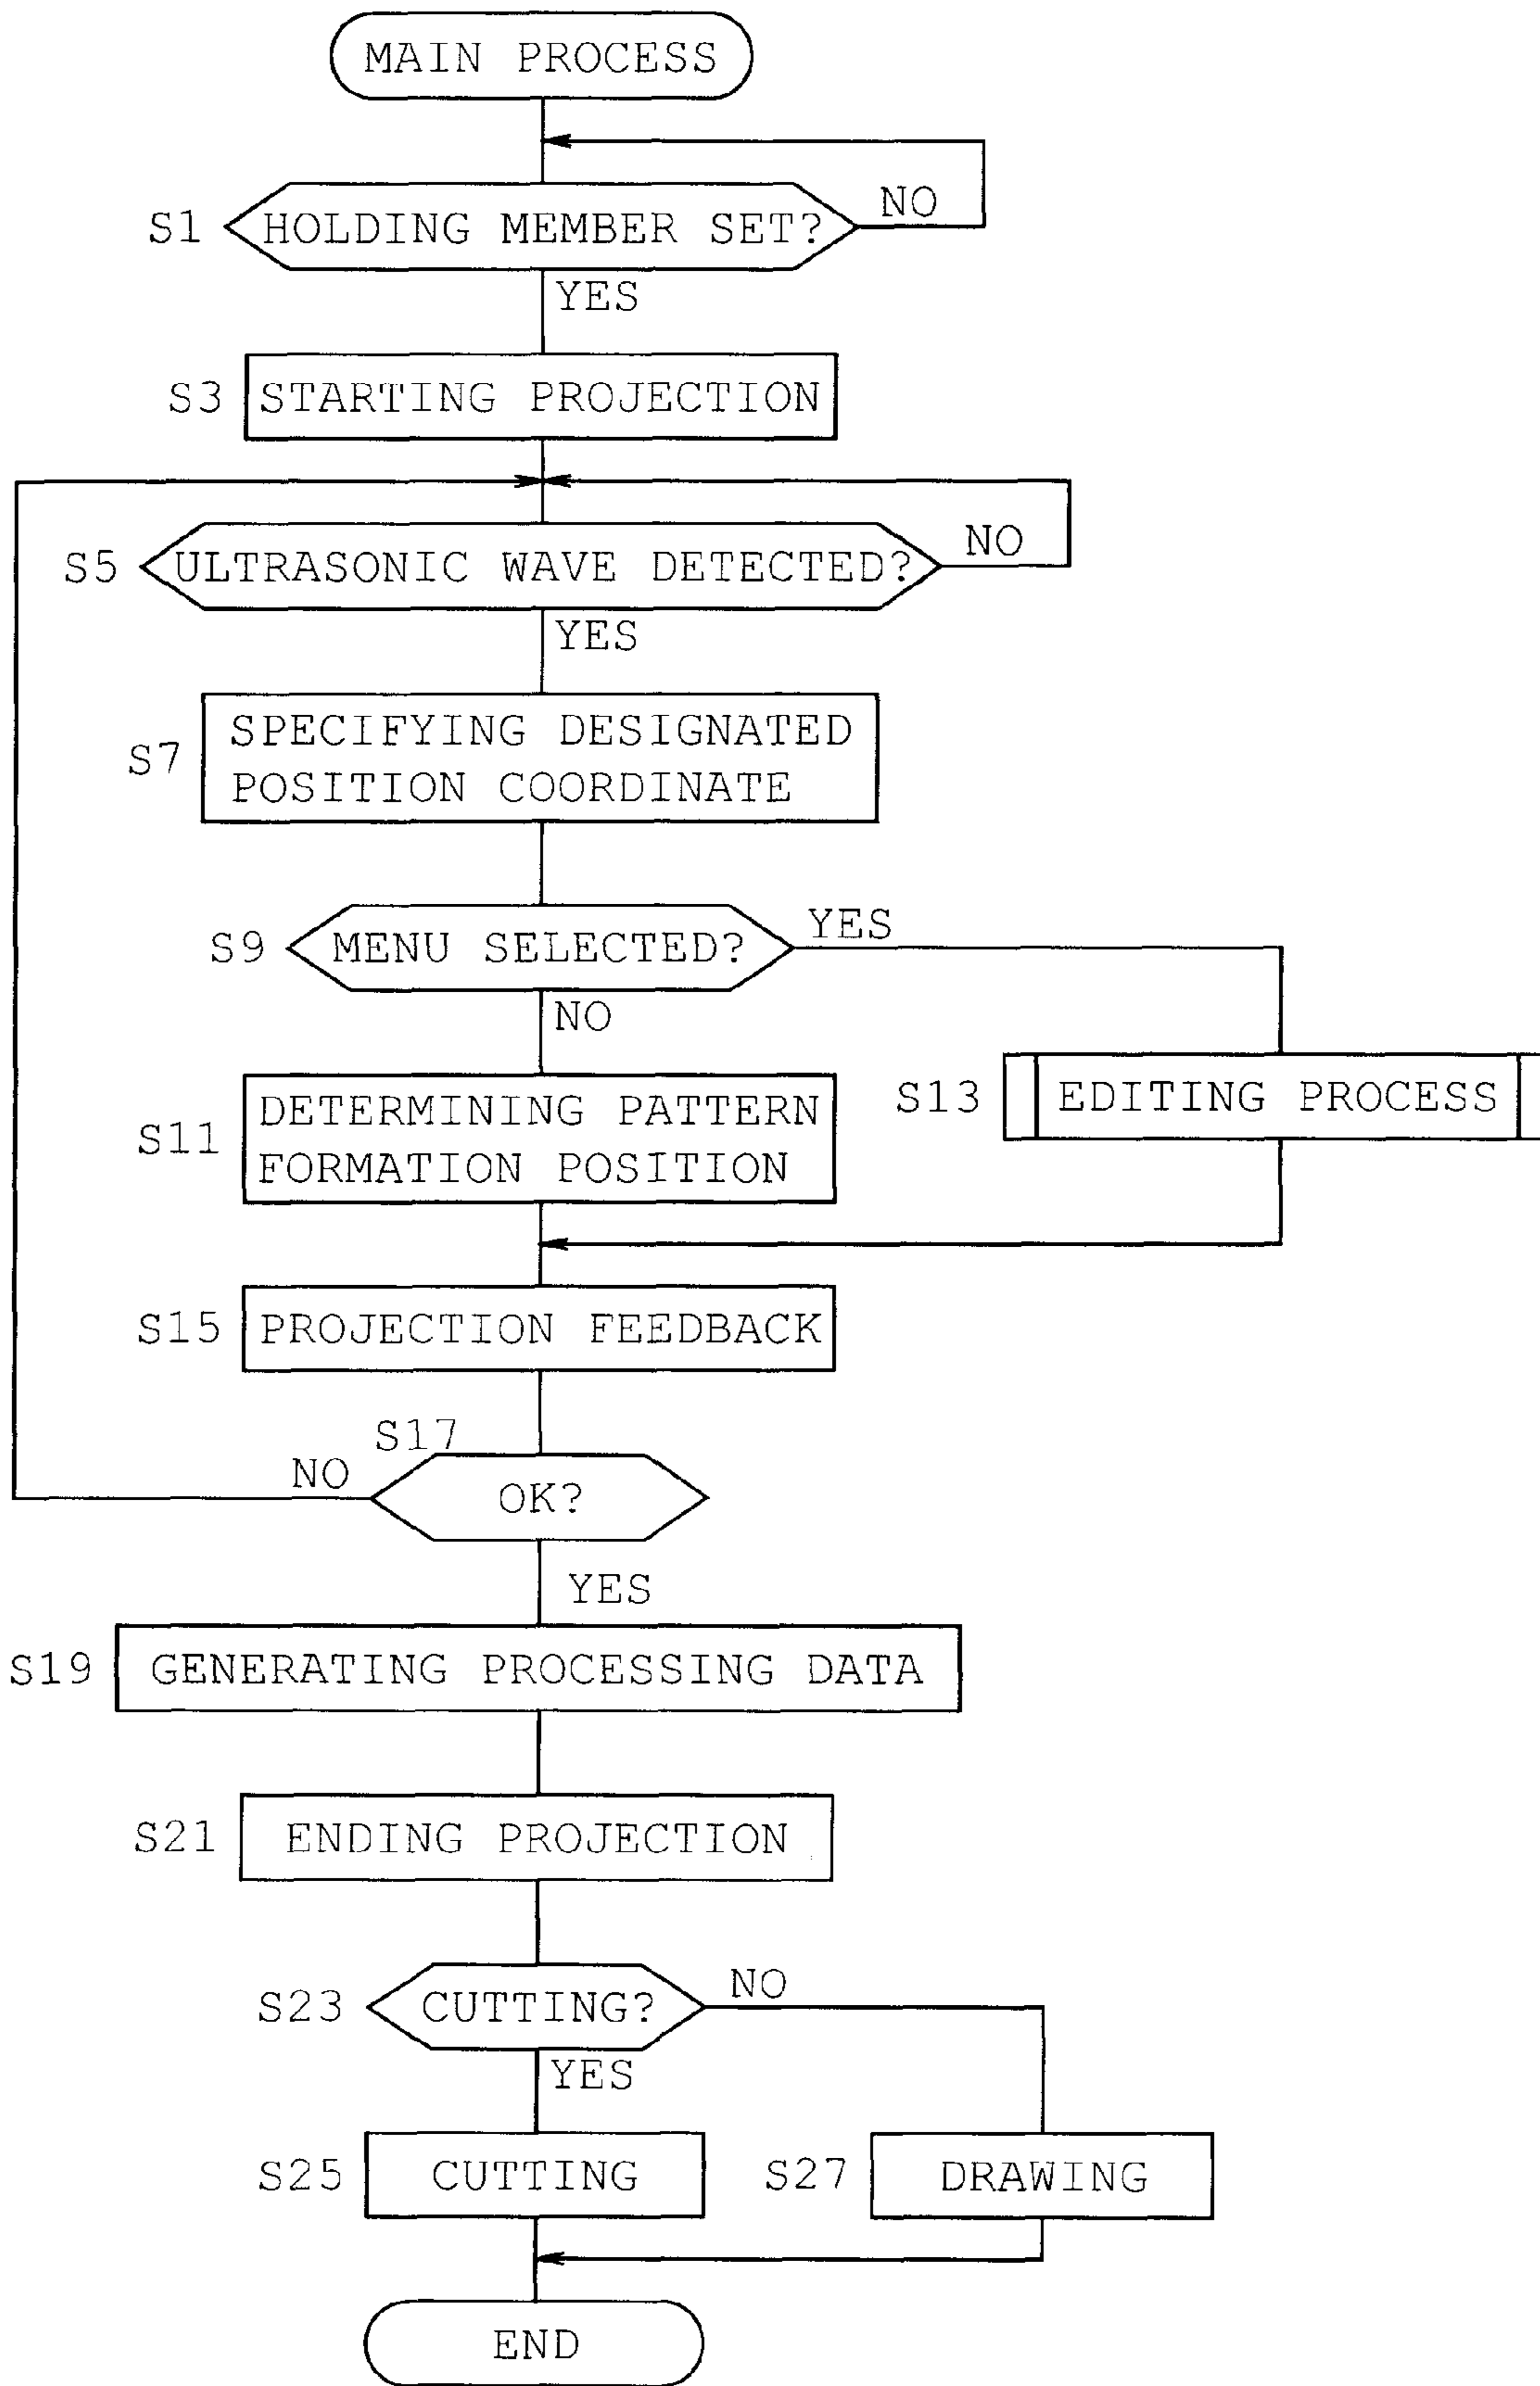 MAIN PROCESS
NO
S1 HOLDING MEMBER SET?
YES
S3 STARTING PROJECTION
NO
S5 ULTRASONIC WAVE DETECTED?
YES
S7
SPECIFYING DESIGNATED
POSITION COORDINATE
S9 MENU SELECTED?
YES
NO
S11
DETERMINING PATTERN
FORMATION POSITION
S13 EDITING PROCESS
S15 PROJECTION FEEDBACK
S17
NO
OK?
YES
S19 GENERATING PROCESSING DATA
S21 ENDING PROJECTION
S23 CUTTING?
NO
YES
S25 CUTTING
S27 DRAWING
END